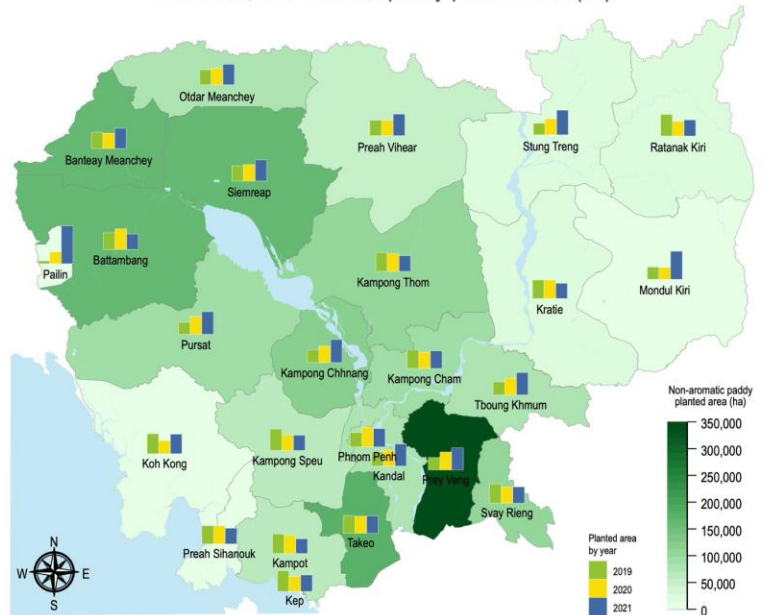 Otdar Meanchey
Banteay Meanchey
Siemreap
Preah Vihear
Stung Treng
Ratanak Kiri
Pailin
Battambang
Kampong Thom
Kratie
Mondul Kiri
Pursat
Kampong Chhnang
Kampong Cham
Tboung Khmum
Koh Kong
Kampong Speu
Phnom Penh
Kandal
Prey Veng
Svay Rieng
Preah Sihanouk
Kampot
Takeo
Kep
N
W E
S
Planted area
by year
2019
2020
2021
Non-aromatic paddy
planted area (ha)
350,000
300,000
250,000
200,000
150,000
100,000
50,000
0